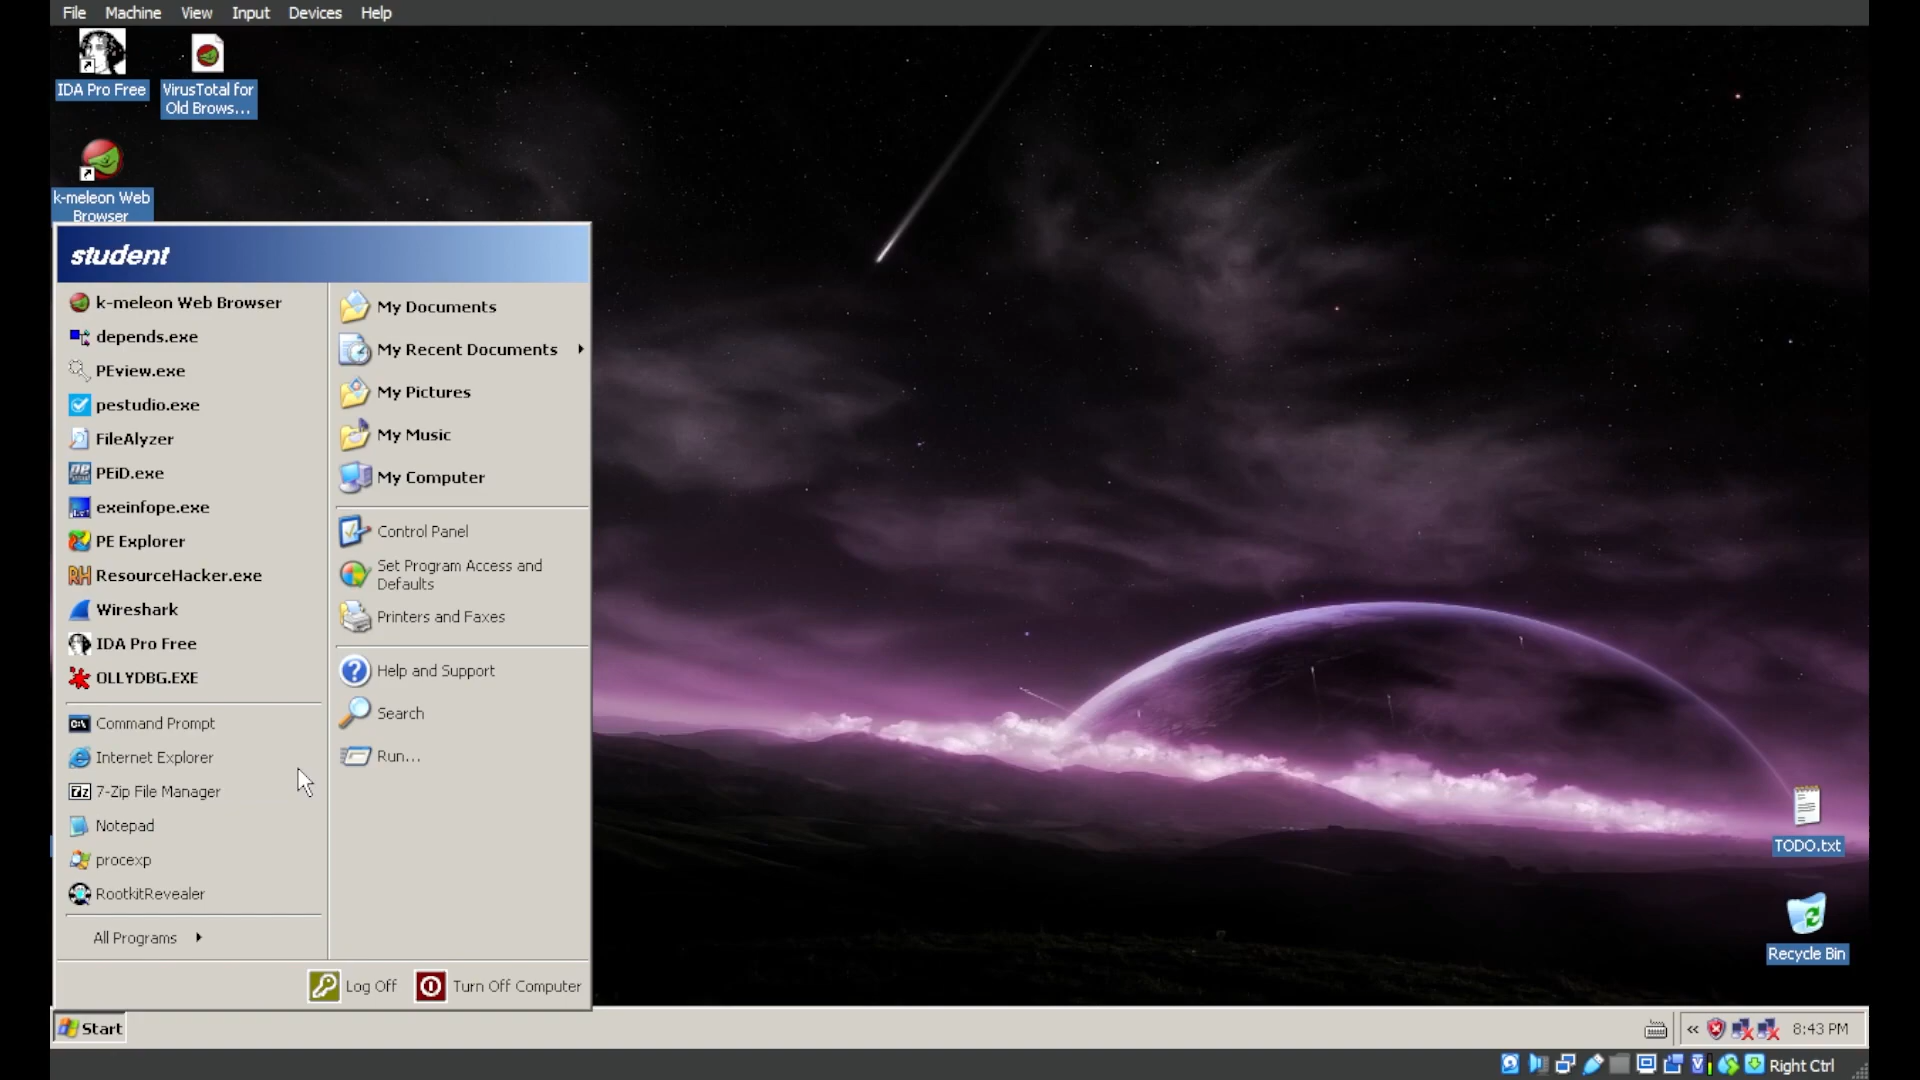 File Machine View Input Devices Help
IDA Pro Free
VirusTotal for
Old Brows...
k-meleon Web
Browser
student
k-meleon Web Browser
depends.exe
PEview.exe
pestudio.exe
FileAlyzer
PEiD.exe
exeinfope.exe
PE Explorer
ResourceHacker.exe
Wireshark
IDA Pro Free
OLLYDBG.EXE
Command Prompt
Internet Explorer
7-Zip File Manager
Notepad
procexp
RootkitRevealer
All Programs
My Documents
My Recent Documents
My Pictures
My Music
My Computer
Control Panel
Set Program Access and
Defaults
Printers and Faxes
Help and Support
Search
Run...
Log Off Turn Off Computer
TODO.txt
Recycle Bin
Start
« 8:43 PM
Right Ctrl